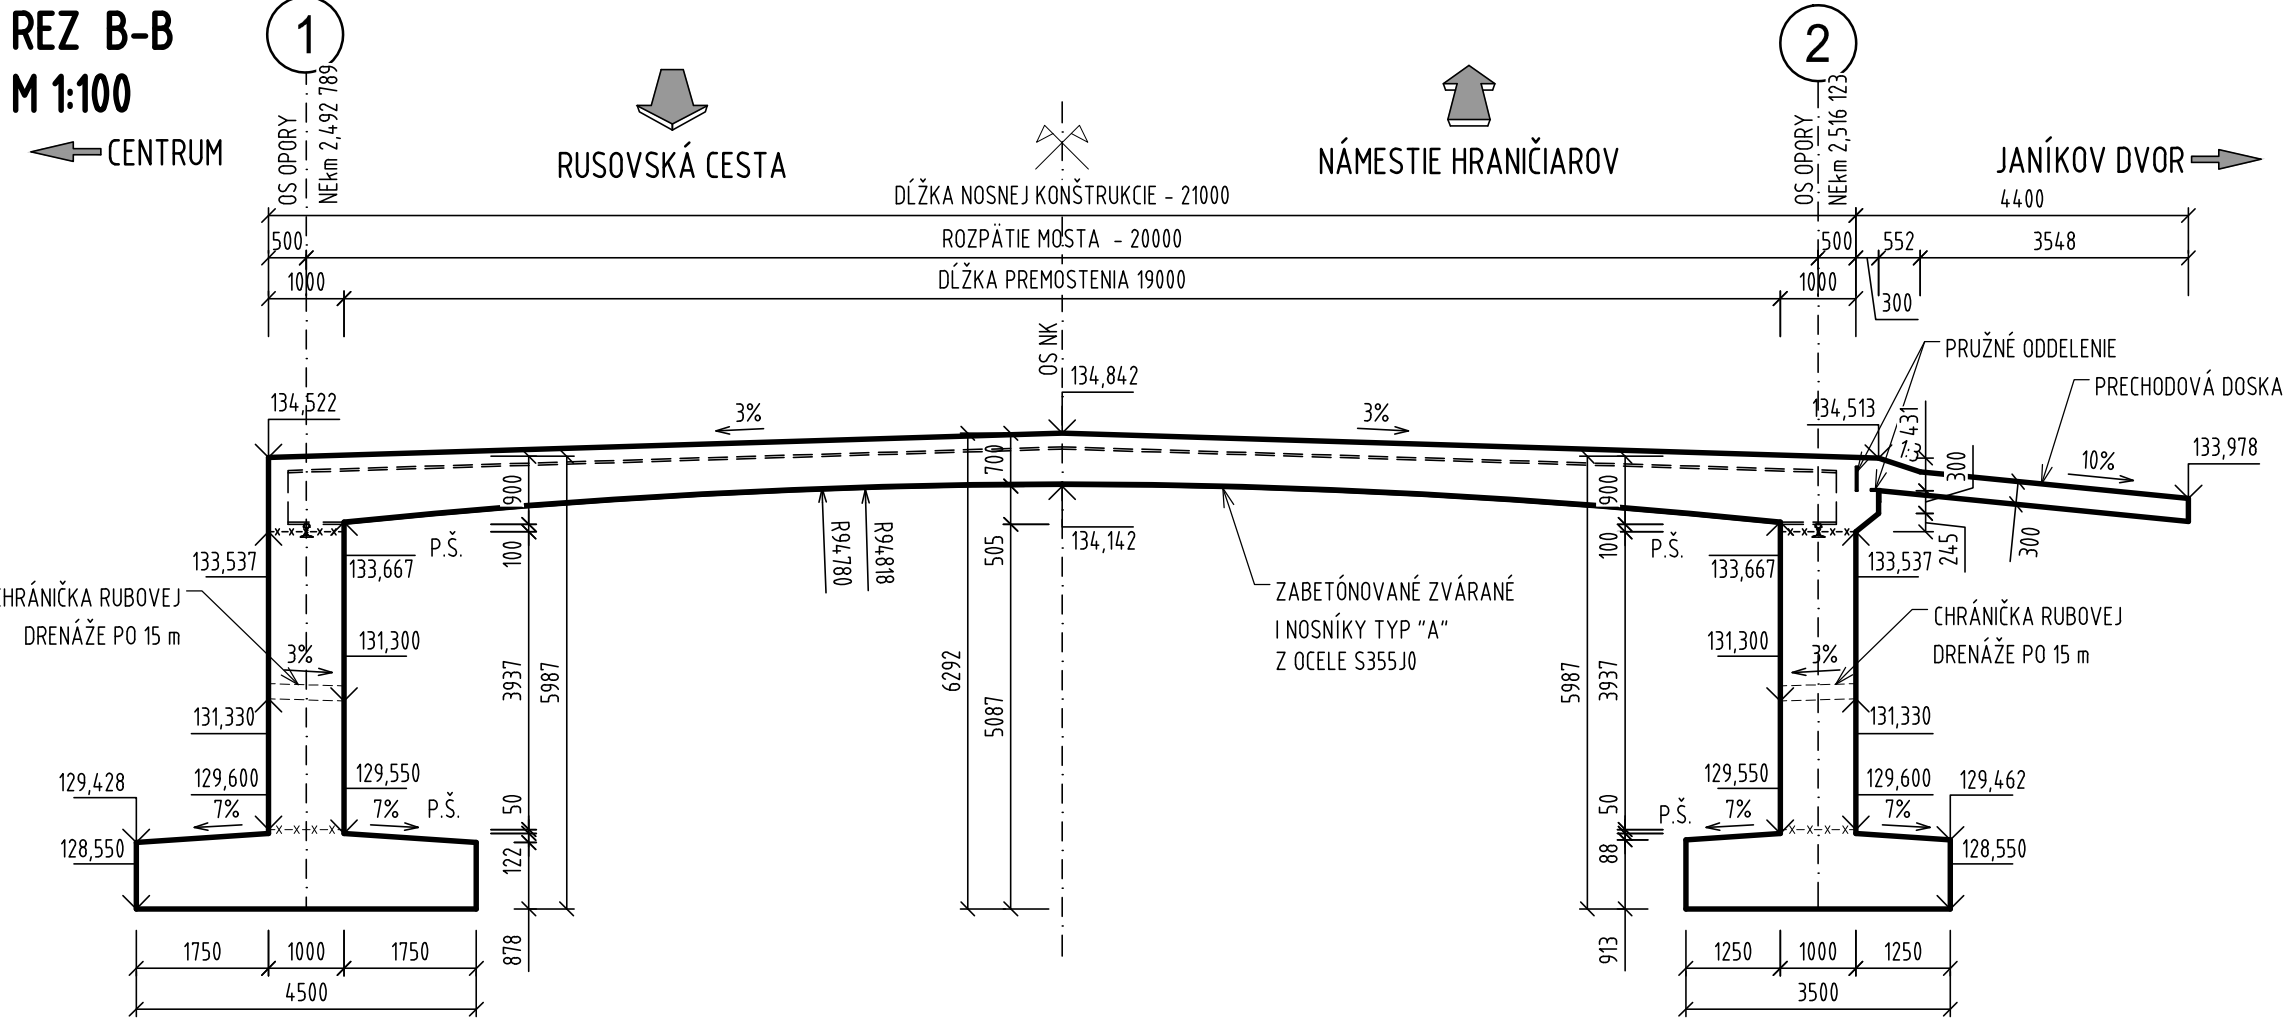 REZ B-B
M 1:100
1
2
OS OPORY
NEkm 2,492 789
OS OPORY
NEkm 2,516 123
CENTRUM
RUSOVSKÁ CESTA
NÁMESTIE HRANIČIAROV
JANÍKOV DVOR
DĹŽKA NOSNEJ KONŠTRUKCIE - 21000
4400
500
ROZPÄTIE MOSTA - 20000
500
552
3548
1000
DĹŽKA PREMOSTENIA 19000
1000
300
OS NK
PRUŽNÉ ODDELENIE
PRECHODOVÁ DOSKA
134,522
134,842
134,513
133,978
3%
3%
431
1:3
300
10%
900
700
900
100
505
100
245
300
R94780
R94818
134,142
P.Š.
P.Š.
133,537
133,667
133,667
133,537
CHRÁNIČKA RUBOVEJ
DRENÁŽE PO 15 m
ZABETÓNOVANÉ ZVÁRANÉ
I NOSNÍKY TYP "A"
Z OCELE S355J0
CHRÁNIČKA RUBOVEJ
DRENÁŽE PO 15 m
131,300
131,300
3%
3%
3937
5987
6292
5087
5987
3937
131,330
131,330
129,428
129,600
129,550
129,550
129,600
129,462
7%
7%
P.Š.
50
50
P.Š.
7%
7%
128,550
122
88
128,550
878
913
1750
1000
1750
1250
1000
1250
4500
3500